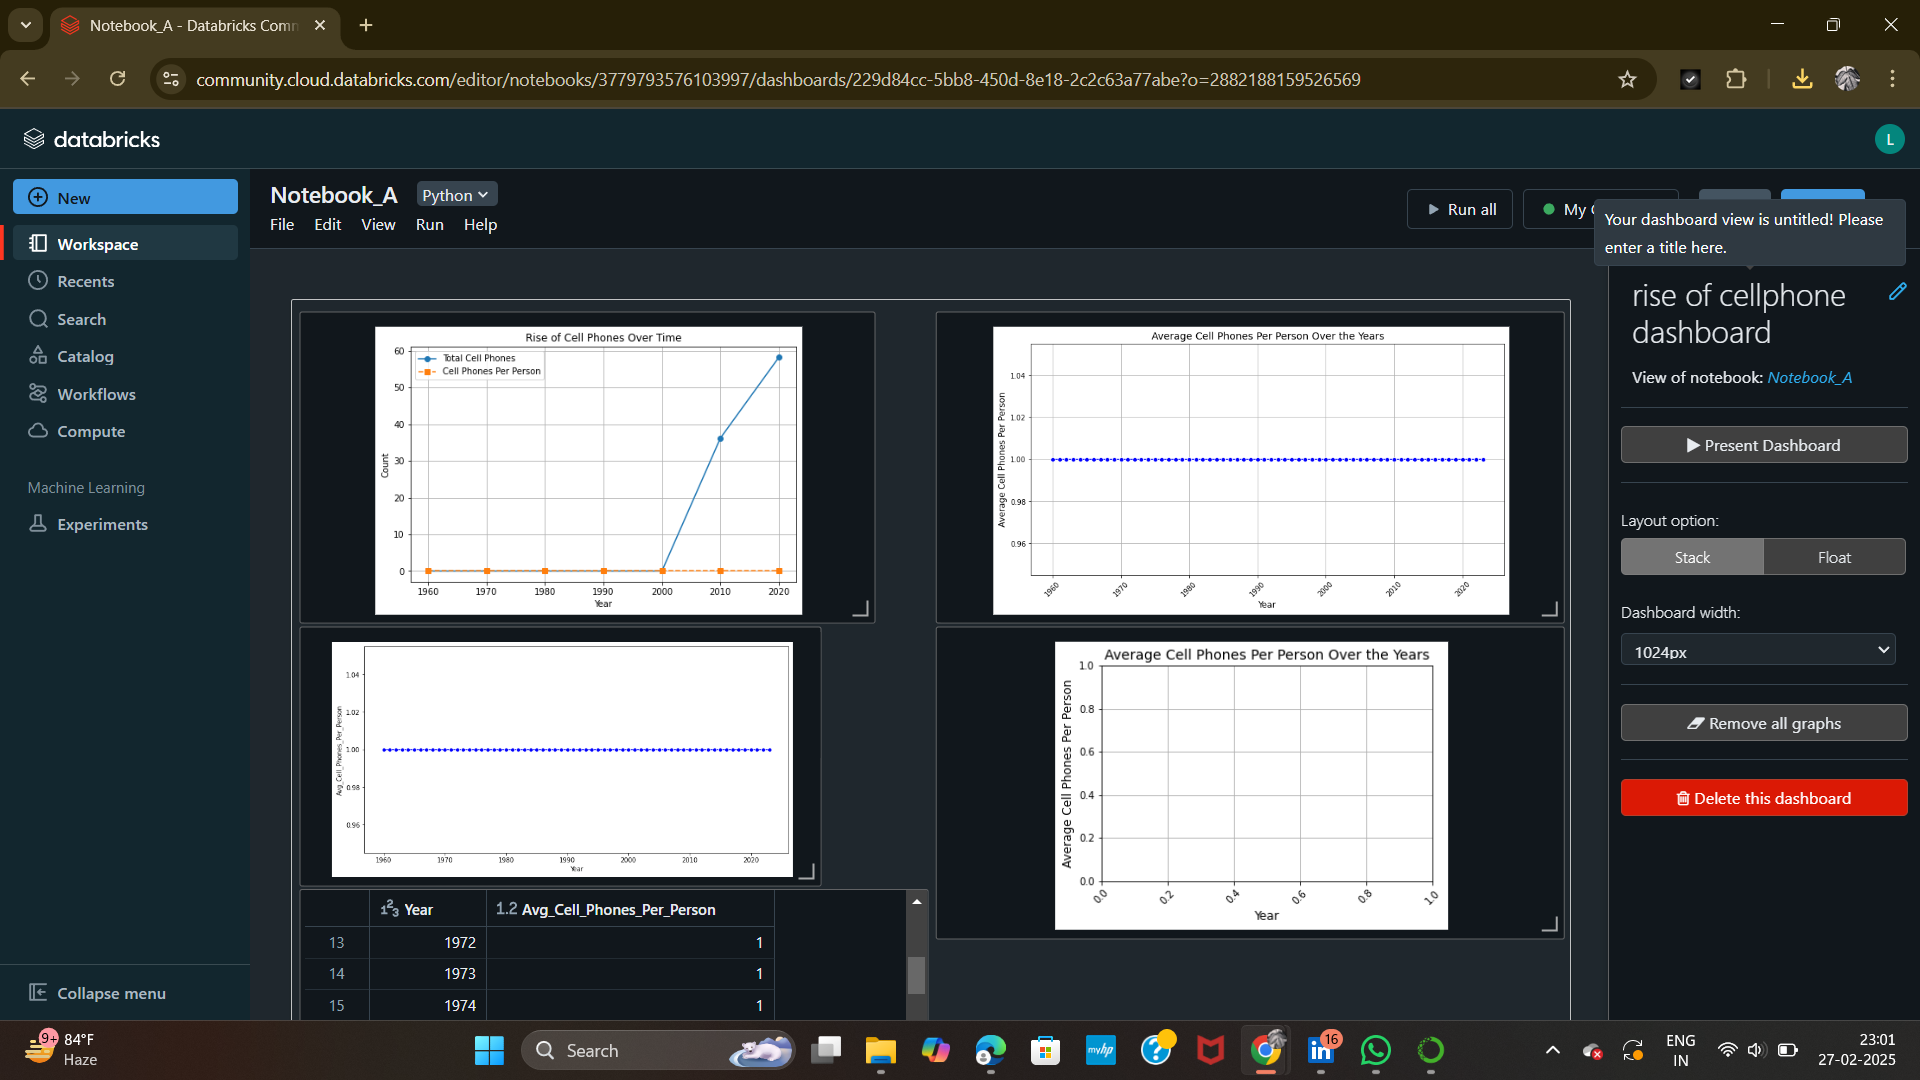 Notebook_A - Databricks Comm
community.cloud.databricks.com/editor/notebooks/3779793576103997/dashboards/229d84cc-5bb8-450d-8e18-2c2c63a77abe?o=2882188159526569
databricks
L
New
Workspace
Recents
Search
Catalog
Workflows
Compute
Machine Learning
Experiments
Collapse menu
Notebook_A Python
File Edit View Run Help
Run all
My
Your dashboard view is untitled! Please
enter a title here.
Rise of Cell Phones Over Time
Total Cell Phones
Cell Phones Per Person
60
50
40
30
20
10
0
Count
1960 1970 1980 1990 2000 2010 2020
Year
Average Cell Phones Per Person Over the Years
1.04
1.02
1.00
0.98
0.96
Average Cell Phones Per Person
1960 1970 1980 1990 2000 2010 2020
Year
1.04
1.02
1.00
0.98
0.96
Avg_Cell_Phones_Per_Person
1960 1970 1980 1990 2000 2010 2020
Year
Average Cell Phones Per Person Over the Years
1.0
0.8
0.6
0.4
0.2
0.0
Average Cell Phones Per Person
0.0 0.2 0.4 0.6 0.8 1.0
Year
123 Year 1.2 Avg_Cell_Phones_Per_Person
13 1972 1
14 1973 1
15 1974 1
rise of cellphone
dashboard
View of notebook: Notebook_A
Present Dashboard
Layout option:
Stack Float
Dashboard width:
1024px
Remove all graphs
Delete this dashboard
9+
84°F
Haze
Search
myhp
16
ENG
IN
23:01
27-02-2025